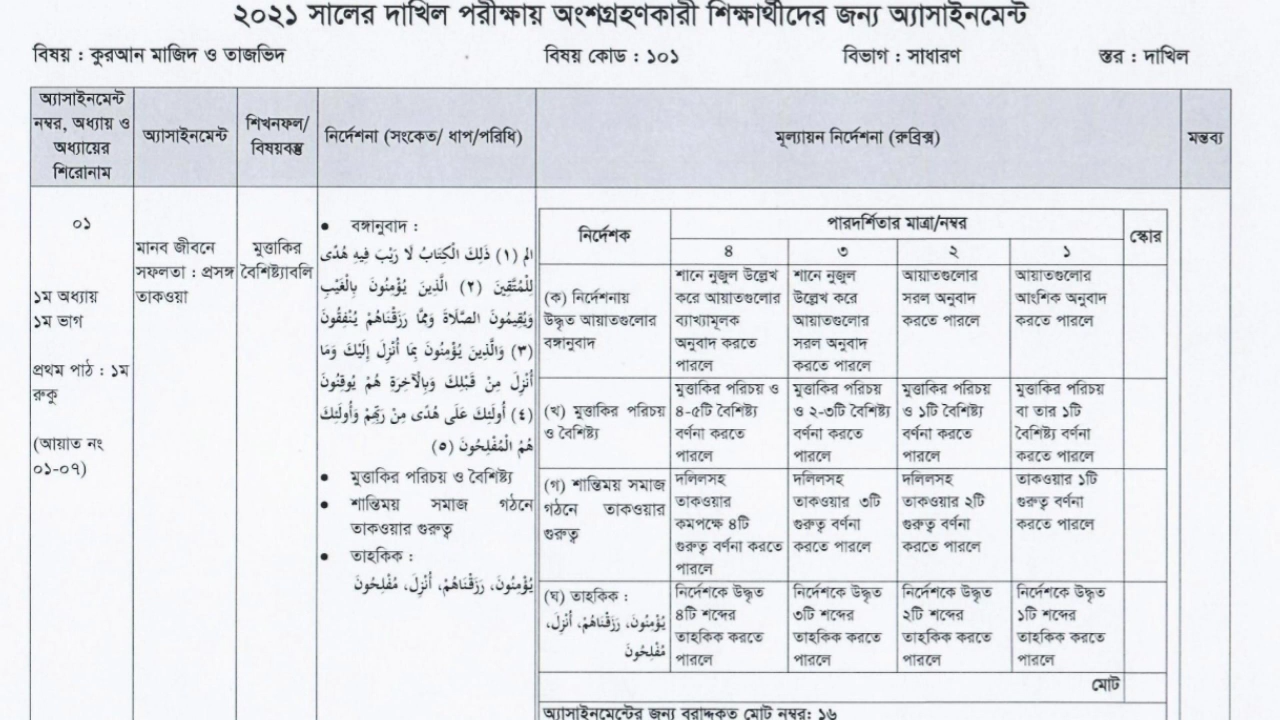 ২০২১ সালের দাখিল পরীক্ষায় অংশগ্রহণকারী শিক্ষার্থীদের জন্য অ্যাসাইনমেন্ট
বিষয় : কুরআন মাজিদ ও তাজভিদ বিষয় কোড : ১০১ বিভাগ : সাধারণ স্তর : দাখিল
অ্যাসাইনমেন্ট
নম্বর, অধ্যায় ও
অধ্যায়ের
শিরোনাম
অ্যাসাইনমেন্ট
শিখনফল/
বিষয়বস্তু
নির্দেশনা (সংকেত/ ধাপ/পরিধি)
মূল্যায়ন নির্দেশনা (রুব্রিক্স)
মন্তব্য
০১
১ম অধ্যায়
১ম ভাগ
প্রথম পাঠ : ১ম
রুকু
(আয়াত নং
০১-০৭)
মানব জীবনে
সফলতা : প্রসঙ্গ
তাকওয়া
মুত্তাকির
বৈশিষ্ট্যাবলি
• বঙ্গানুবাদ :
الم (١) ذَلِكَ الْكِتَابُ لَا رَيْبَ فِيهِ هُدًى
لِلْمُتَّقِينَ (٢) الَّذِينَ يُؤْمِنُونَ بِالْغَيْبِ
وَيُقِيمُونَ الصَّلَاةَ وَمِمَّا رَزَقْنَاهُمْ يُنْفِقُونَ
(٣) وَالَّذِينَ يُؤْمِنُونَ بِمَا أُنْزِلَ إِلَيْكَ وَمَا
أُنْزِلَ مِنْ قَبْلِكَ وَبِالْآخِرَةِ هُمْ يُوقِنُونَ
(٤) أُولَئِكَ عَلَى هُدًى مِنْ رَبِّهِمْ وَأُولَئِكَ
هُمُ الْمُفْلِحُونَ (٥)
• মুত্তাকির পরিচয় ও বৈশিষ্ট্য
• শান্তিময় সমাজ গঠনে
তাকওয়ার গুরুত্ব
• তাহকিক :
يُؤْمِنُونَ، رَزَقْنَاهُمْ، أُنْزِلَ، مُفْلِحُونَ
নির্দেশক
পারদর্শিতার মাত্রা/নম্বর
স্কোর
৪ ৩ ২ ১
(ক) নির্দেশনায়
উদ্ধৃত আয়াতগুলোর
বঙ্গানুবাদ
শানে নুজুল উল্লেখ
করে আয়াতগুলোর
ব্যাখ্যামূলক
অনুবাদ করতে
পারলে
শানে নুজুল
উল্লেখ করে
আয়াতগুলোর
সরল অনুবাদ
করতে পারলে
আয়াতগুলোর
সরল অনুবাদ
করতে পারলে
আয়াতগুলোর
আংশিক অনুবাদ
করতে পারলে
(খ) মুত্তাকির পরিচয়
ও বৈশিষ্ট্য
মুত্তাকির পরিচয় ও
৪-৫টি বৈশিষ্ট্য
বর্ণনা করতে
পারলে
মুত্তাকির পরিচয়
ও ২-৩টি বৈশিষ্ট্য
বর্ণনা করতে
পারলে
মুত্তাকির পরিচয়
ও ১টি বৈশিষ্ট্য
বর্ণনা করতে
পারলে
মুত্তাকির পরিচয়
বা তার ১টি
বৈশিষ্ট্য বর্ণনা
করতে পারলে
(গ) শান্তিময় সমাজ
গঠনে তাকওয়ার
গুরুত্ব
দলিলসহ
তাকওয়ার
কমপক্ষে ৪টি
গুরুত্ব বর্ণনা করতে
পারলে
দলিলসহ
তাকওয়ার ৩টি
গুরুত্ব বর্ণনা
করতে পারলে
দলিলসহ
তাকওয়ার ২টি
গুরুত্ব বর্ণনা
করতে পারলে
তাকওয়ার ১টি
গুরুত্ব বর্ণনা
করতে পারলে
(ঘ) তাহকিক :
يُؤْمِنُونَ، رَزَقْنَاهُمْ، أُنْزِلَ،
مُفْلِحُونَ
নির্দেশকে উদ্ধৃত
৪টি শব্দের
তাহকিক করতে
পারলে
নির্দেশকে উদ্ধৃত
৩টি শব্দের
তাহকিক করতে
পারলে
নির্দেশকে উদ্ধৃত
২টি শব্দের
তাহকিক করতে
পারলে
নির্দেশকে উদ্ধৃত
১টি শব্দের
তাহকিক করতে
পারলে
মোট
অ্যাসাইনমেন্টের জন্য বরাদ্দকৃত মোট নম্বর: ১৬